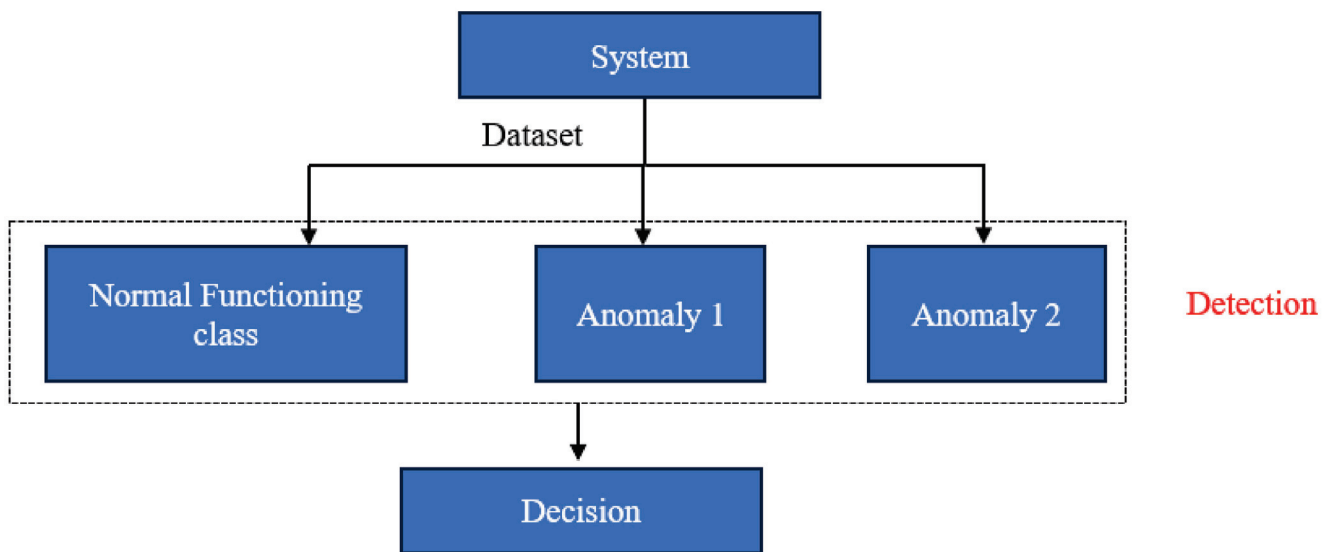 System
Dataset
Normal Functioning
class
Anomaly 1
Anomaly 2
Detection
Decision